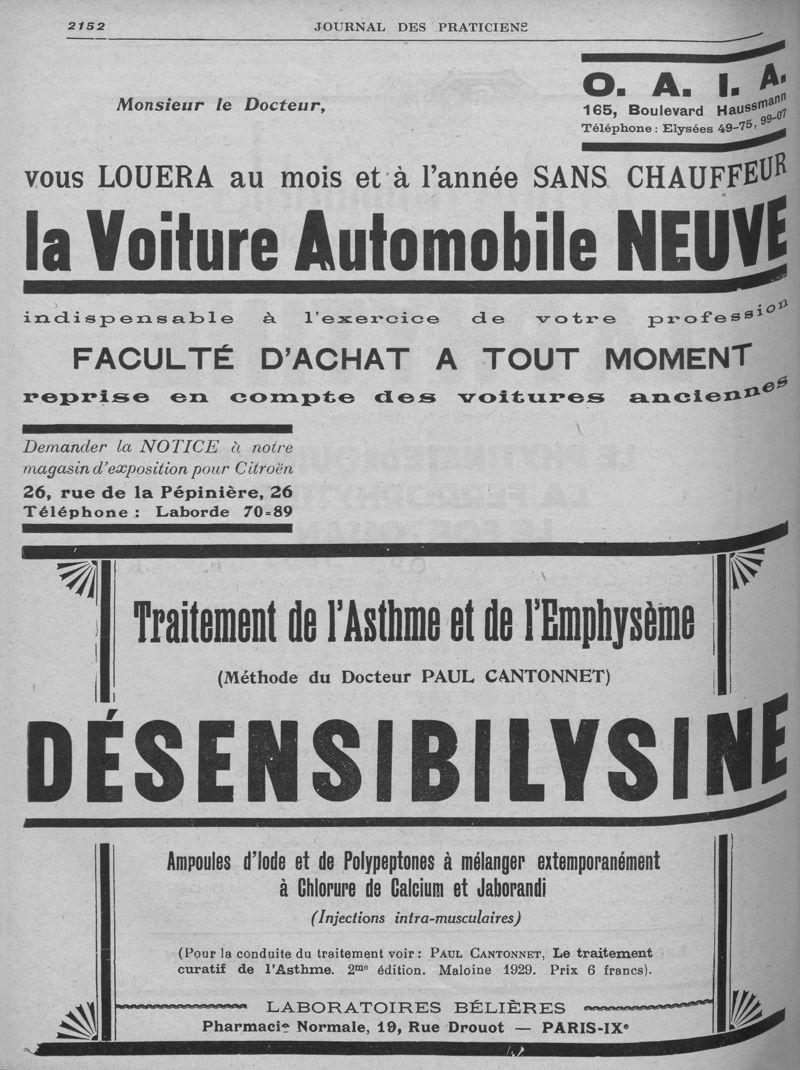 2152
JOURNAL DES PRATICIENS
O. A. I. A.
165, Boulevard Haussmann
Téléphone : Elysées 49-75, 99-07
Monsieur le Docteur,
vous LOUERA au mois et à l'année SANS CHAUFFEUR
la Voiture Automobile NEUVE
indispensable à l'exercice de votre profession
FACULTÉ D'ACHAT A TOUT MOMENT
reprise en compte des voitures anciennes
Demander la NOTICE à notre
magasin d'exposition pour Citroën
26, rue de la Pépinière, 26
Téléphone : Laborde 70=89
Traitement de l'Asthme et de l'Emphysème
(Méthode du Docteur PAUL CANTONNET)
DÉSENSIBILYSINE
Ampoules d'Iode et de Polypeptones à mélanger extemporanément
à Chlorure de Calcium et Jaborandi
(Injections intra-musculaires)
(Pour la conduite du traitement voir : PAUL CANTONNET, Le traitement
curatif de l'Asthme. 2me édition. Maloine 1929. Prix 6 francs).
LABORATOIRES BÉLIÈRES
Pharmacie Normale, 19, Rue Drouot — PARIS-IXe